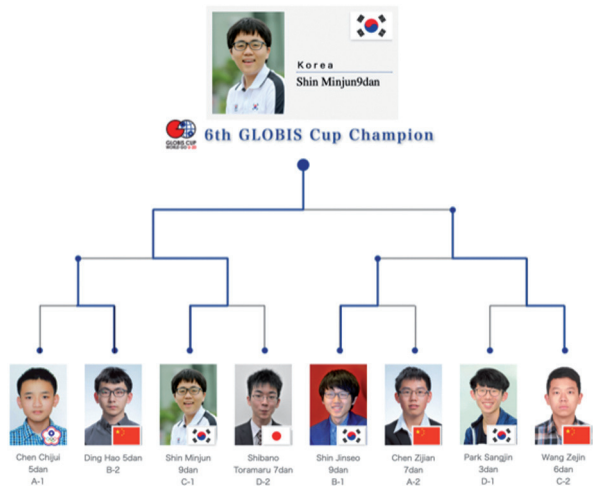 Korea
Shin Minjun9dan
GLOBIS CUP
6th GLOBIS Cup Champion
Chen Chijui
5dan
A-1
Ding Hao 5dan
B-2
Shin Minjun
9dan
C-1
Shibano
Toramaru 7dan
D-2
Shin Jinseo
9dan
B-1
Chen Zijian
7dan
A-2
Park Sangjin
3dan
D-1
Wang Zejin
6dan
C-2